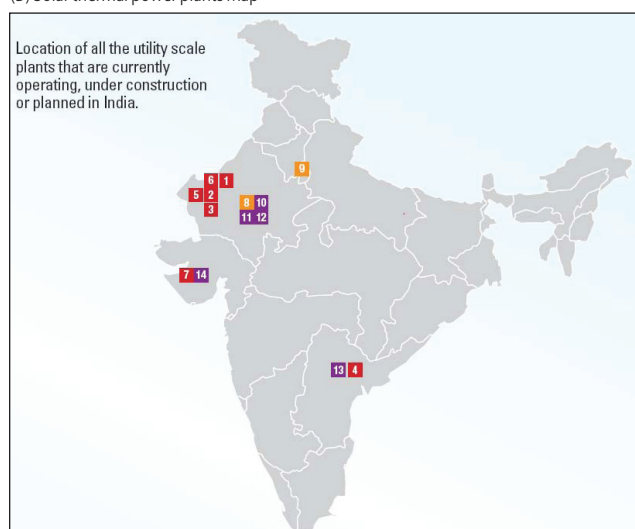 (B) Solar thermal power plants map
Location of all the utility scale
plants that are currently
operating, under construction
or planned in India.
9
6 1
5 2
8 10
3
11 12
7 14
13 4